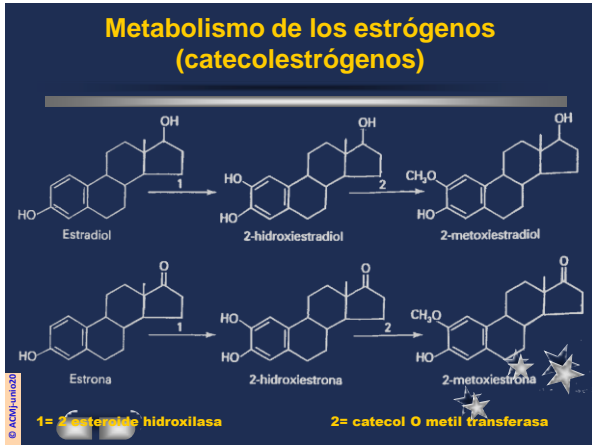 Metabolismo de los estrógenos
(catecolestrógenos)
OH
OH
OH
1
HO
2
CH₃O
HO
HO
HO
Estradiol
2-hidroxiestradiol
2-metoxiestradiol
O
O
O
1
HO
2
CH₃O
HO
HO
HO
Estrona
2-hidroxiestrona
2-metoxiestrona
1= 2 esteroide hidroxilasa
2= catecol O metil transferasa
© ACMj-unio20